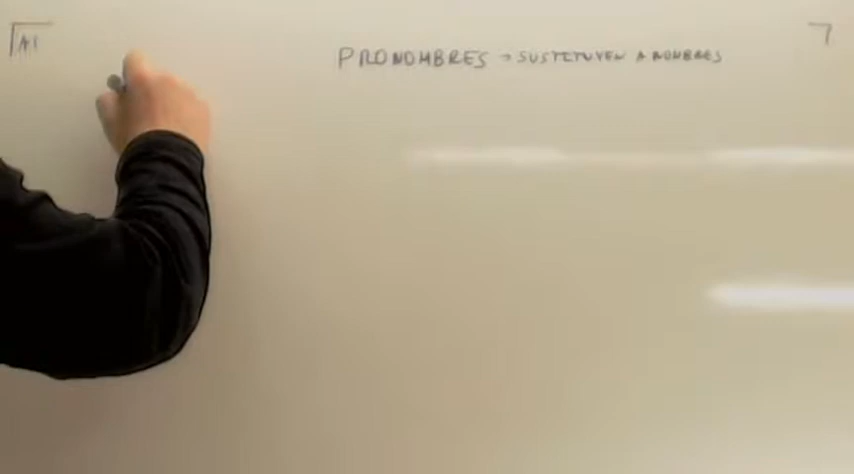 A1
PRONOMBRES → SUSTITUYEN A NOMBRES